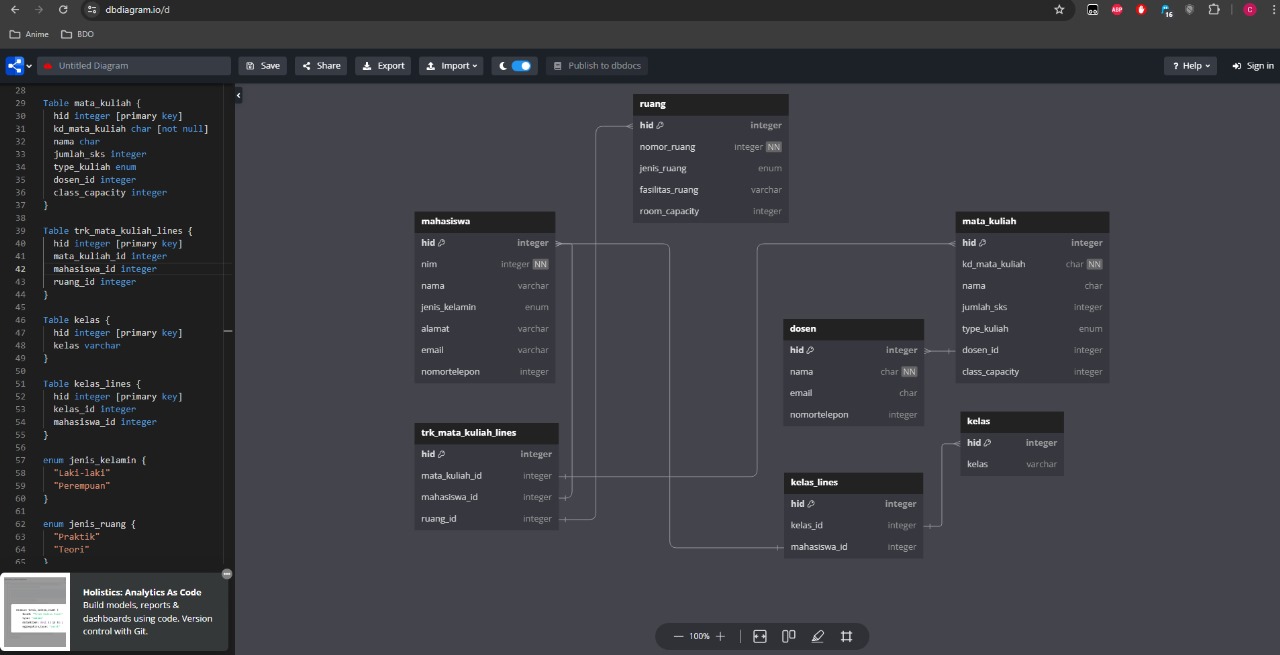 dbdiagram.io/d
ABP
16
C
Anime
BDO
Untitled Diagram
Save
Share
Export
Import
Publish to dbdocs
? Help
Sign in
28
29 Table mata_kuliah {
30 hid integer [primary key]
31 kd_mata_kuliah char [not null]
32 nama char
33 jumlah_sks integer
34 type_kuliah enum
35 dosen_id integer
36 class_capacity integer
37 }
38
39 Table trk_mata_kuliah_lines {
40 hid integer [primary key]
41 mata_kuliah_id integer
42 mahasiswa_id integer
43 ruang_id integer
44 }
45
46 Table kelas {
47 hid integer [primary key]
48 kelas varchar
49 }
50
51 Table kelas_lines {
52 hid integer [primary key]
53 kelas_id integer
54 mahasiswa_id integer
55 }
56
57 enum jenis_kelamin {
58 "Laki-laki"
59 "Perempuan"
60 }
61
62 enum jenis_ruang {
63 "Praktik"
64 "Teori"
65 }
Holistics: Analytics As Code
Build models, reports &
dashboards using code. Version
control with Git.
ruang
hid integer
nomor_ruang integer NN
jenis_ruang enum
fasilitas_ruang varchar
room_capacity integer
mahasiswa
hid integer
nim integer NN
nama varchar
jenis_kelamin enum
alamat varchar
email varchar
nomortelepon integer
mata_kuliah
hid integer
kd_mata_kuliah char NN
nama char
jumlah_sks integer
type_kuliah enum
dosen_id integer
class_capacity integer
dosen
hid integer
nama char NN
email char
nomortelepon integer
trk_mata_kuliah_lines
hid integer
mata_kuliah_id integer
mahasiswa_id integer
ruang_id integer
kelas
hid integer
kelas varchar
kelas_lines
hid integer
kelas_id integer
mahasiswa_id integer
100%